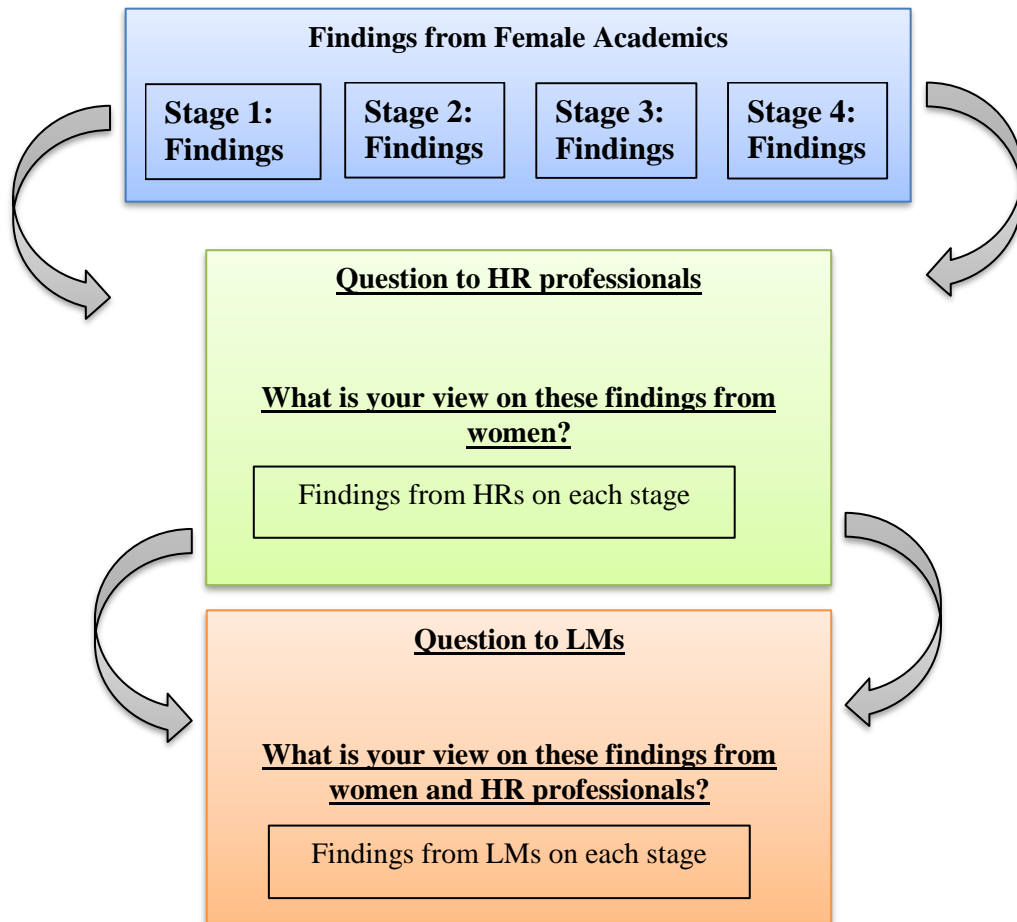 Findings from Female Academics
Stage 1:
Findings
Stage 2:
Findings
Stage 3:
Findings
Stage 4:
Findings
Question to HR professionals
What is your view on these findings from
women?
Findings from HRs on each stage
Question to LMs
What is your view on these findings from
women and HR professionals?
Findings from LMs on each stage